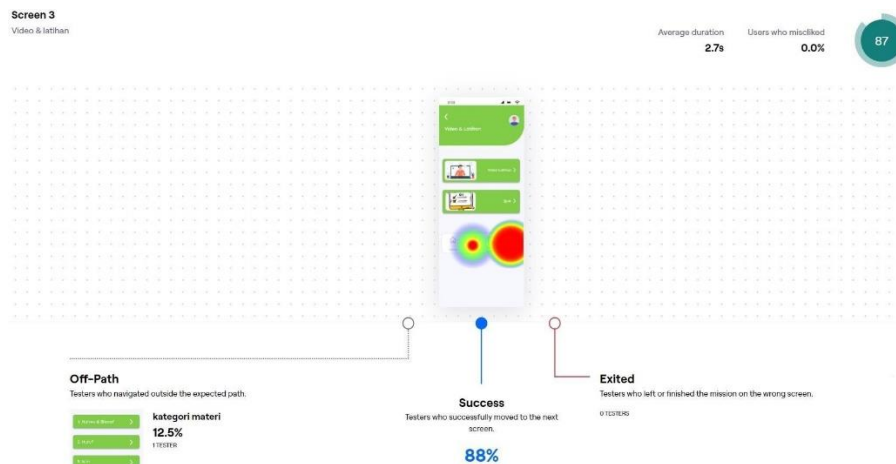 Screen 3
Video & latihan
Average duration
2.7s
Users who misclicked
0.0%
87
Video & Latihan
Off-Path
Testers who navigated outside the expected path.
kategori materi
12.5%
1 TESTER
Success
Testers who successfully moved to the next
screen.
88%
Exited
Testers who left or finished the mission on the wrong screen.
0 TESTERS